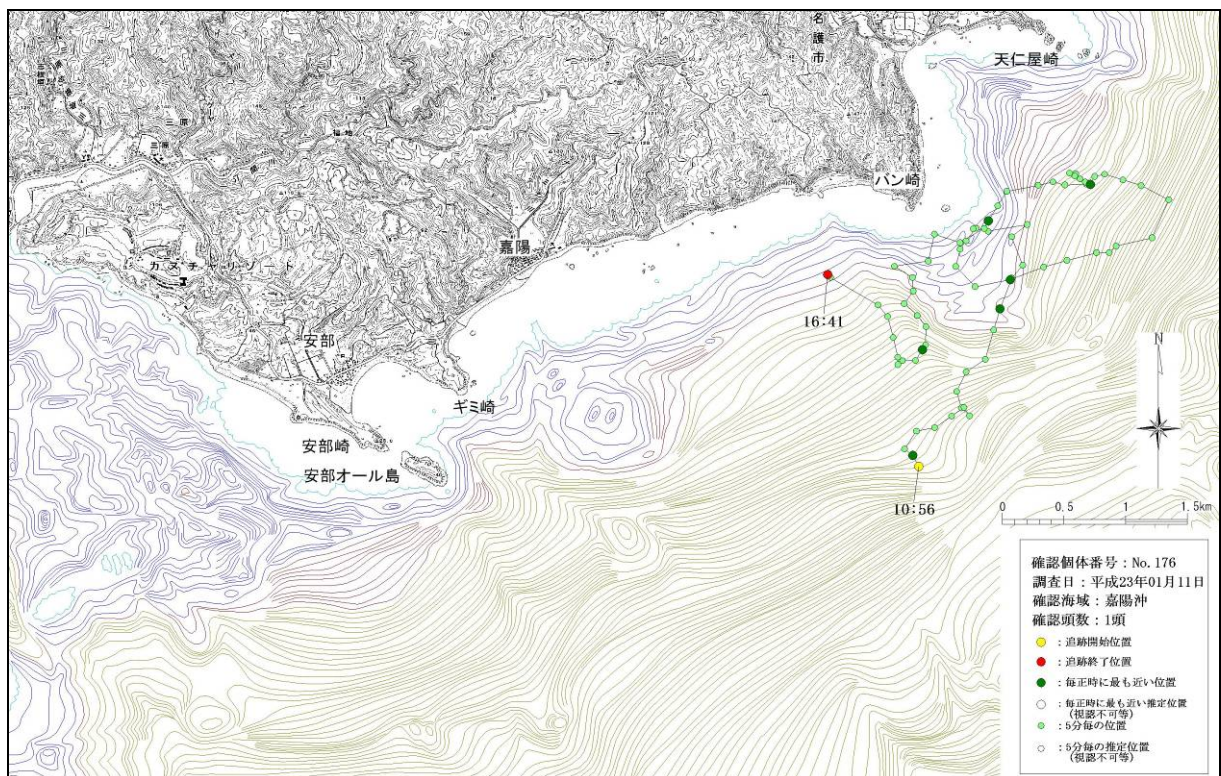 名護市
天仁屋崎
バン崎
嘉陽
三原
三原
福地
カヌチャリゾート
安部
ギミ崎
安部崎
安部オール島
16:41
10:56
N
0 0.5 1 1.5km
確認個体番号：No.176
調査日：平成23年01月11日
確認海域：嘉陽沖
確認頭数：1頭
：追跡開始位置
：追跡終了位置
：毎正時に最も近い位置
：毎正時に最も近い推定位置
(視認不可等)
：5分毎の位置
：5分毎の推定位置
(視認不可等)